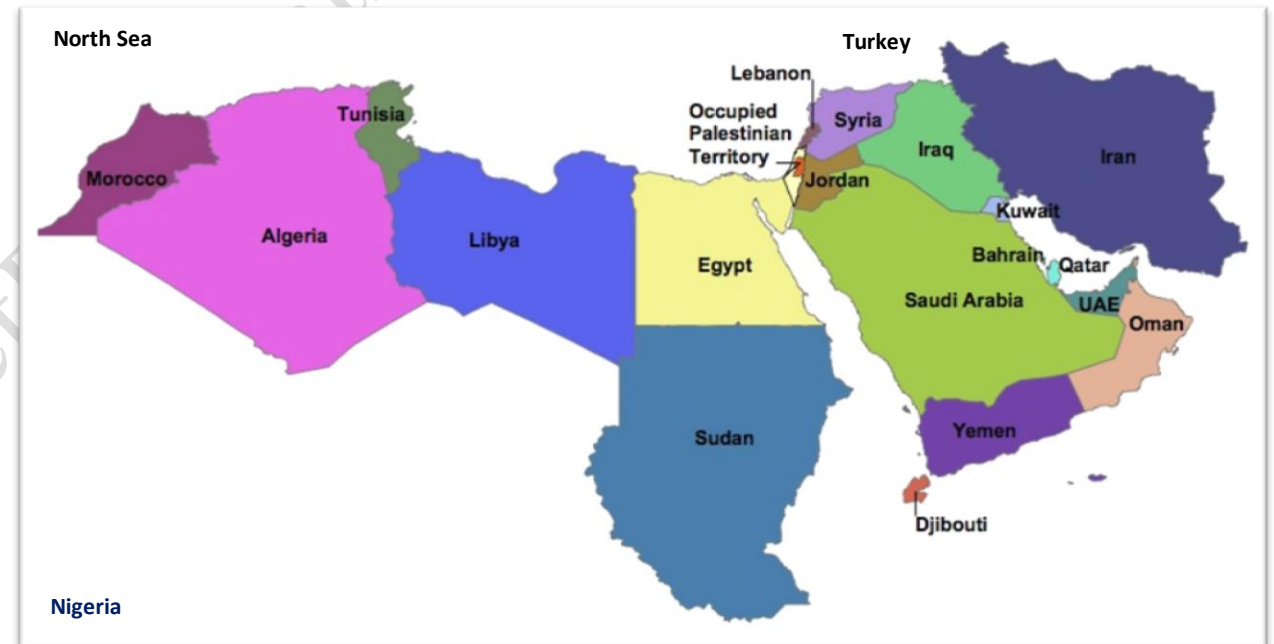 North Sea
Turkey
Lebanon
Occupied
Palestinian
Territory
Tunisia
Syria
Iraq
Iran
Morocco
Jordan
Kuwait
Algeria
Libya
Egypt
Bahrain
Qatar
Saudi Arabia
UAE
Oman
Sudan
Yemen
Djibouti
Nigeria